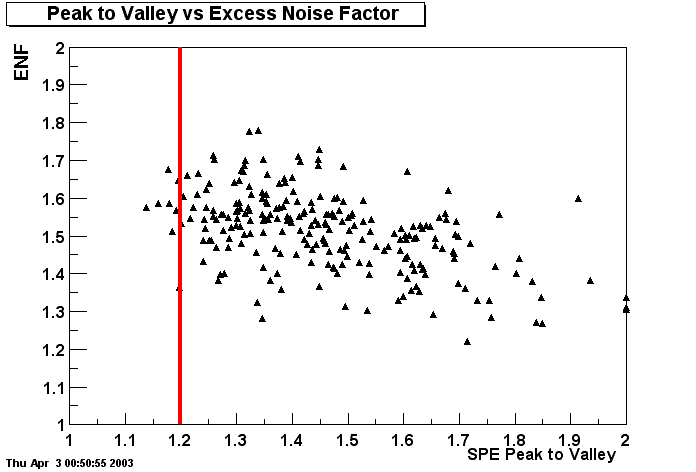 Peak to Valley vs Excess Noise Factor
ENF
2
1.9
1.8
1.7
1.6
1.5
1.4
1.3
1.2
1.1
1
1 1.1 1.2 1.3 1.4 1.5 1.6 1.7 1.8 1.9 2
SPE Peak to Valley
Thu Apr 3 00:50:55 2003